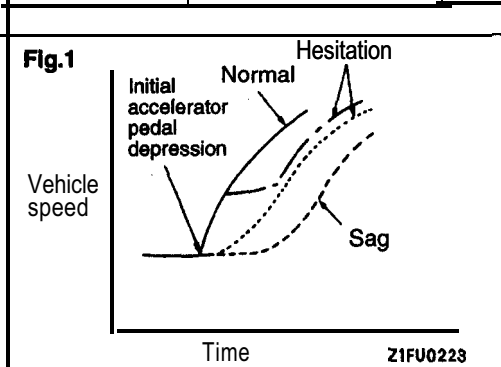 Fig.1
Hesitation
Normal
Initial
accelerator
pedal
depression
Vehicle
speed
Sag
Time
Z1FU0223